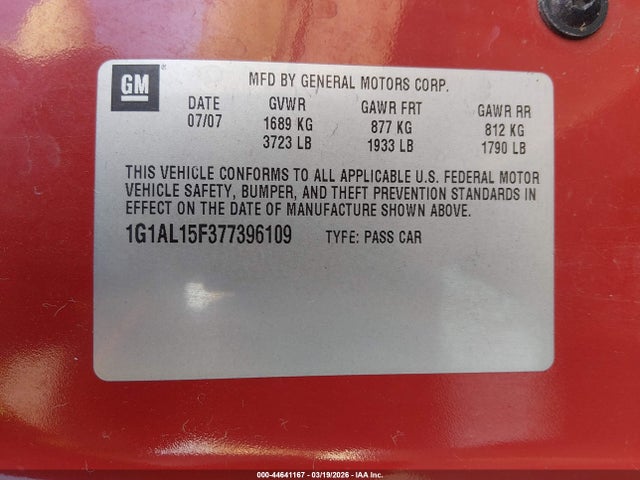 GM
MFD BY GENERAL MOTORS CORP.
DATE GVWR GAWR FRT GAWR RR
07/07 1689 KG 877 KG 812 KG
3723 LB 1933 LB 1790 LB
THIS VEHICLE CONFORMS TO ALL APPLICABLE U.S. FEDERAL MOTOR
VEHICLE SAFETY, BUMPER, AND THEFT PREVENTION STANDARDS IN
EFFECT ON THE DATE OF MANUFACTURE SHOWN ABOVE.
1G1AL15F377396109 TYPE: PASS CAR
000-44641167 - 03/19/2026 - IAA Inc.